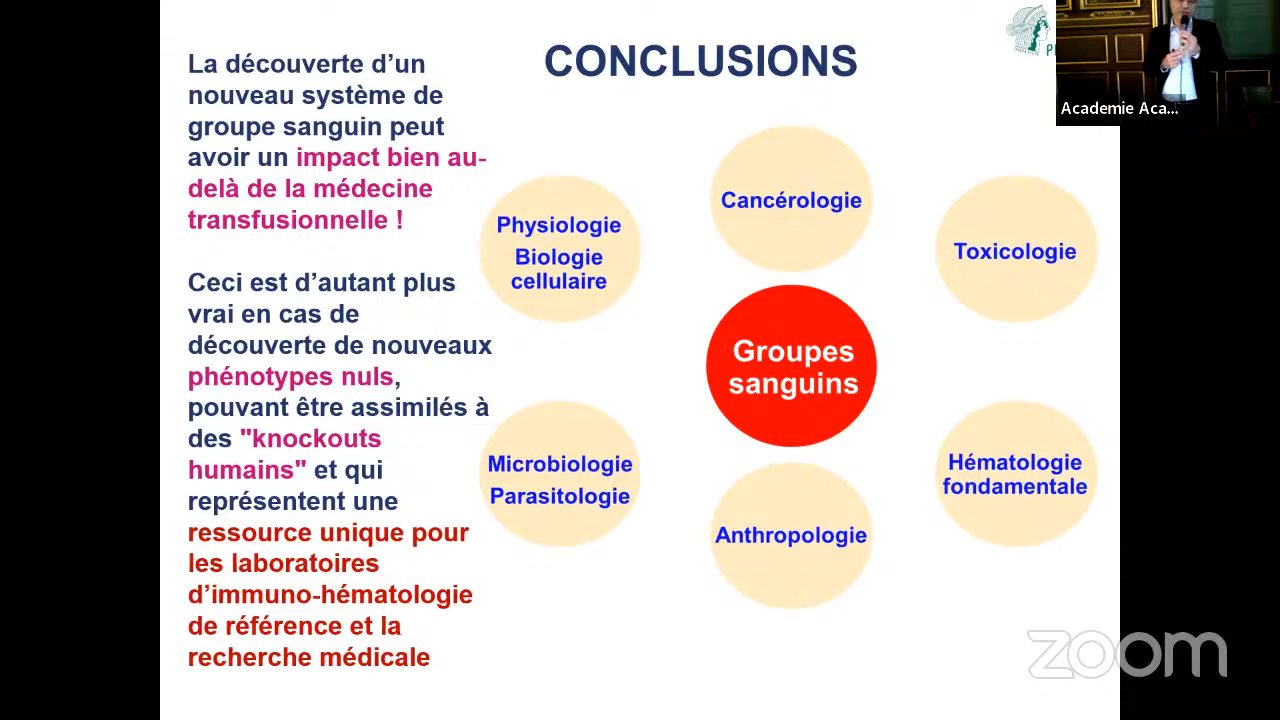 CONCLUSIONS
La découverte d’un
nouveau système de
groupe sanguin peut
avoir un impact bien au-
delà de la médecine
transfusionnelle !
Ceci est d’autant plus
vrai en cas de
découverte de nouveaux
phénotypes nuls,
pouvant être assimilés à
des "knockouts
humains" et qui
représentent une
ressource unique pour
les laboratoires
d’immuno-hématologie
de référence et la
recherche médicale
Physiologie
Biologie
cellulaire
Cancérologie
Toxicologie
Groupes
sanguins
Microbiologie
Parasitologie
Anthropologie
Hématologie
fondamentale
Academie Aca...
zoom